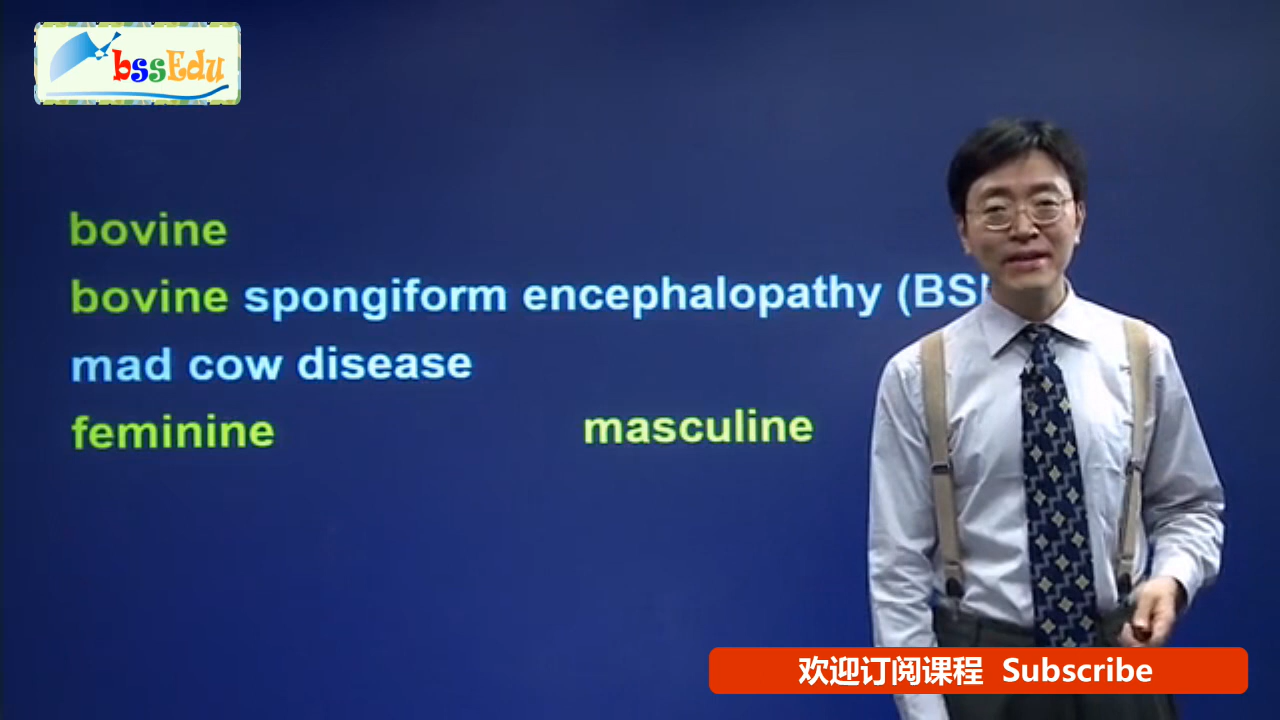 bssEdu
bovine
bovine spongiform encephalopathy (BS
mad cow disease
feminine masculine
欢迎订阅课程 Subscribe